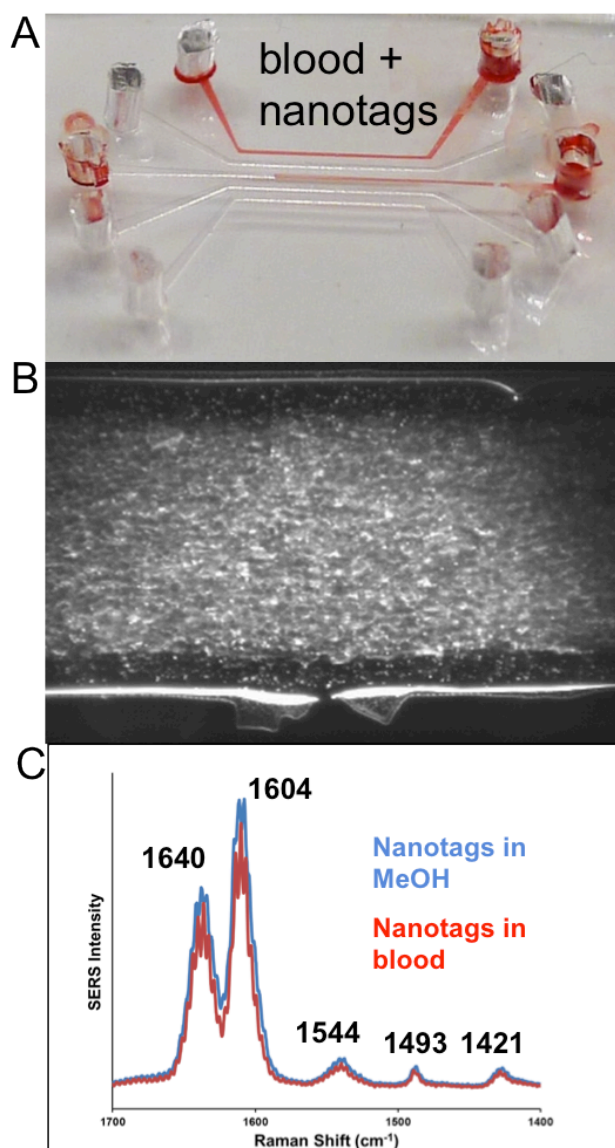 A
blood +
nanotags
B
C
1604
1640
Nanotags in
MeOH
Nanotags in
blood
1544
1493
1421
SERS Intensity
1700
1600
1500
1400
Raman Shift (cm⁻¹)